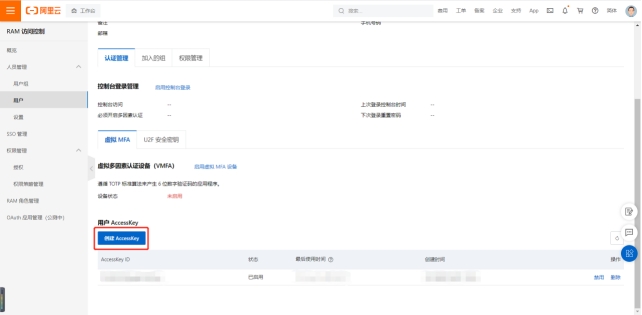 阿里云 工作台 搜索... 费用 工单 备案 企业 支持 App 简体
RAM 访问控制
概览
人员管理
用户组
用户
设置
SSO 管理
权限管理
授权
权限策略管理
RAM 角色管理
OAuth 应用管理(公测中)
备注 手机号码
邮箱
认证管理 加入的组 权限管理
控制台登录管理 启用控制台登录
控制台访问 -- 上次登录控制台时间 --
必须开启多因素认证 -- 下次登录重置密码 --
虚拟 MFA U2F 安全密钥
虚拟多因素认证设备(VMFA) 启用虚拟 MFA 设备
遵循 TOTP 标准算法来产生 6 位数字验证码的应用程序。
设备状态 未启用
用户 AccessKey
创建 AccessKey
AccessKey ID 状态 最后使用时间 创建时间 操作
已启用 禁用 删除